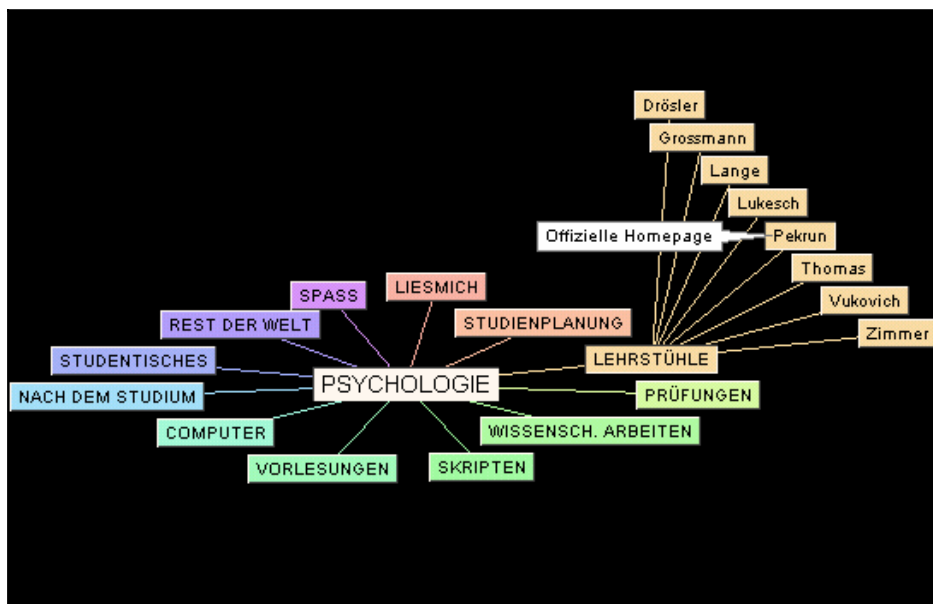 Drösler
Grossmann
Lange
Lukesch
Offizielle Homepage
Pekrun
Thomas
Vukovich
Zimmer
LIESMICH
SPASS
STUDIENPLANUNG
REST DER WELT
LEHRSTÜHLE
STUDENTISCHES
PSYCHOLOGIE
NACH DEM STUDIUM
PRÜFUNGEN
COMPUTER
WISSENSCH. ARBEITEN
VORLESUNGEN
SKRIPTEN